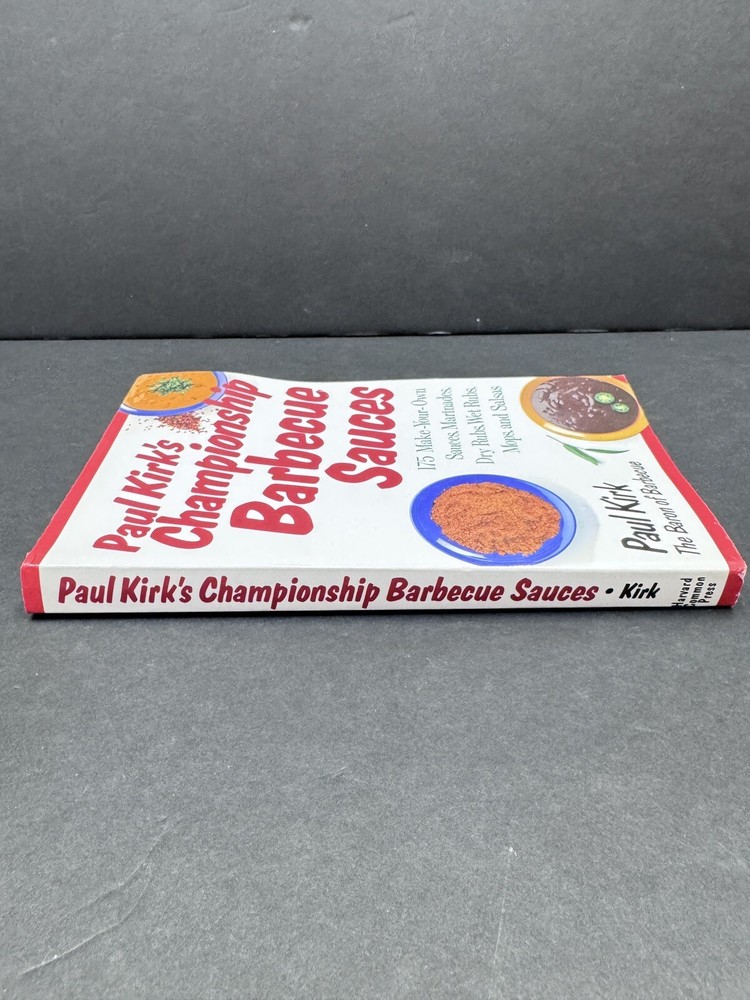 Paul Kirk's
Championship
Barbecue
Sauces
175 Make-Your-Own
Sauces, Marinades,
Dry Rubs, Wet Rubs,
Mops and Salsas
Paul Kirk
The Baron of Barbecue
Paul Kirk's Championship Barbecue Sauces • Kirk
Harvard
Common
Press